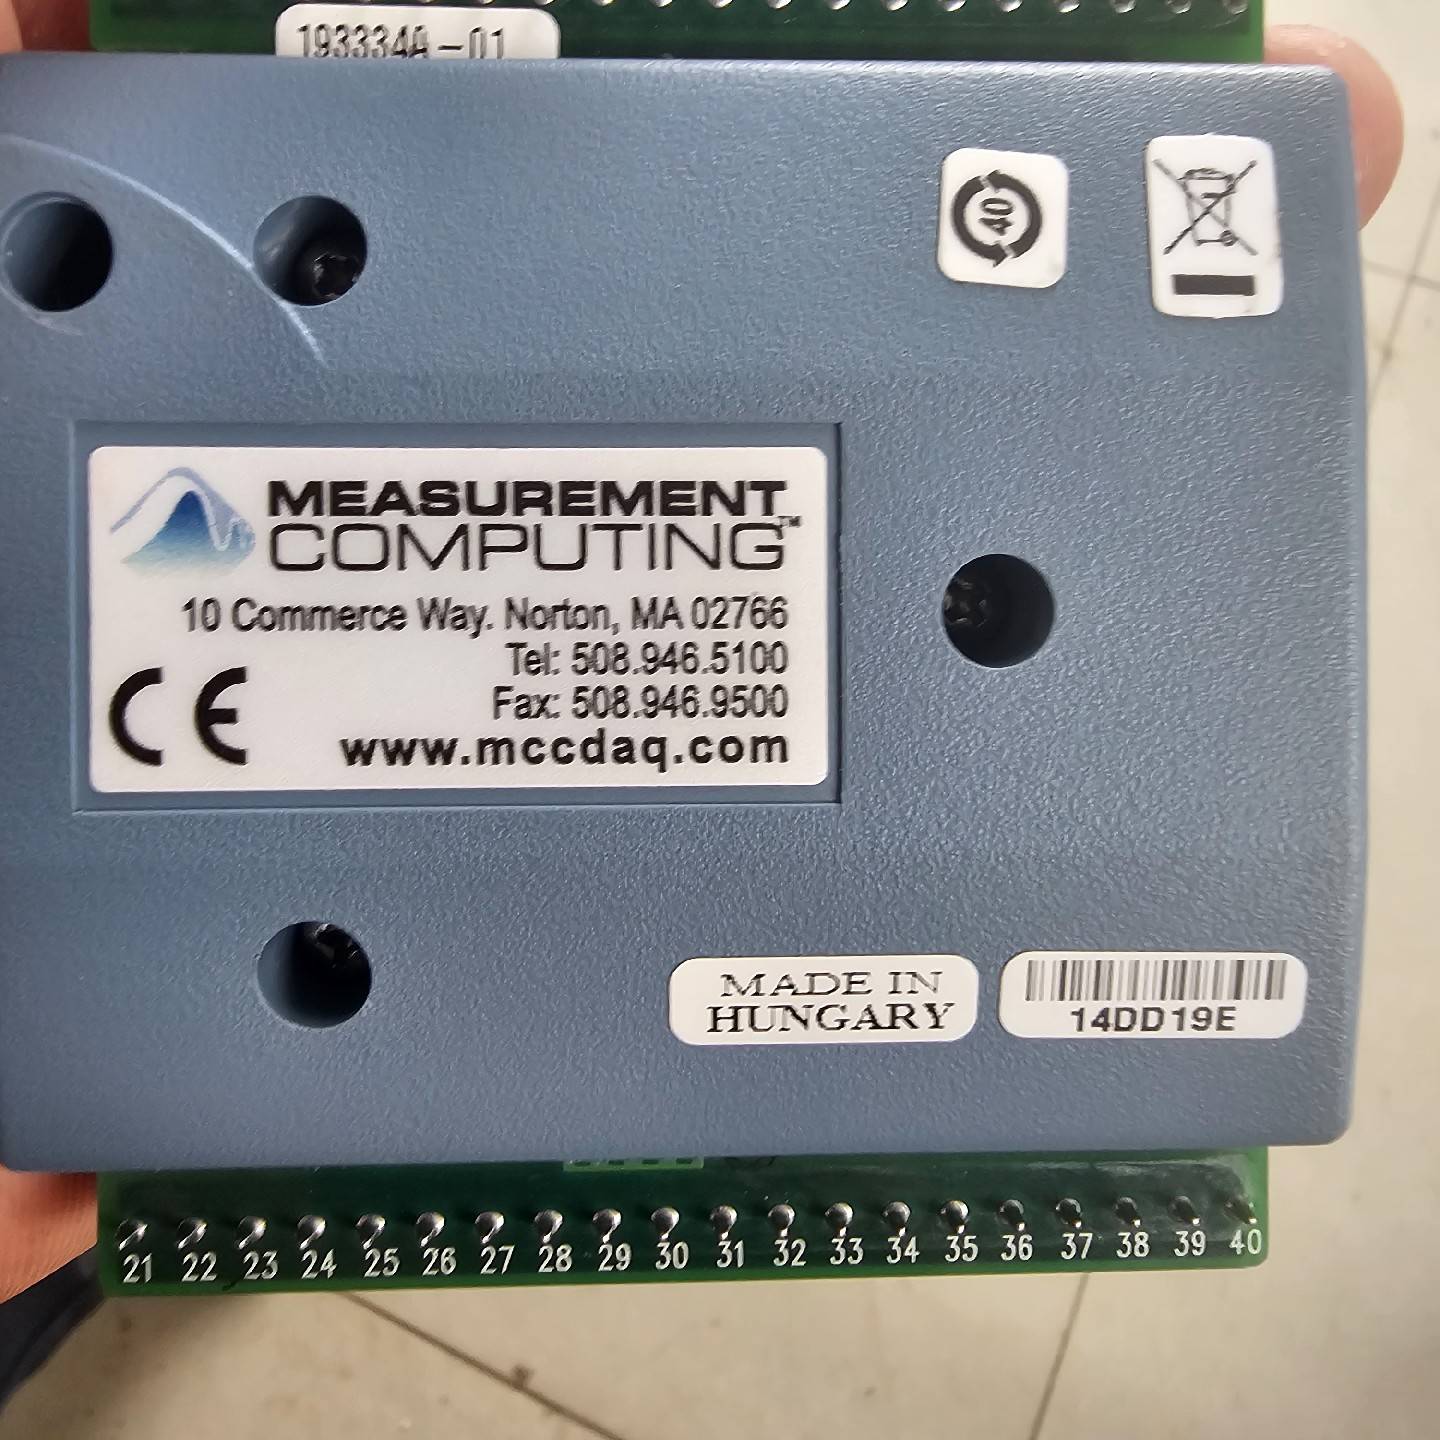 193334A-01
40
MEASUREMENT
COMPUTING™
10 Commerce Way. Norton, MA 02766
Tel: 508.946.5100
Fax: 508.946.9500
CE www.mccdaq.com
MADE IN
HUNGARY
14DD19E
21 22 23 24 25 26 27 28 29 30 31 32 33 34 35 36 37 38 39 40